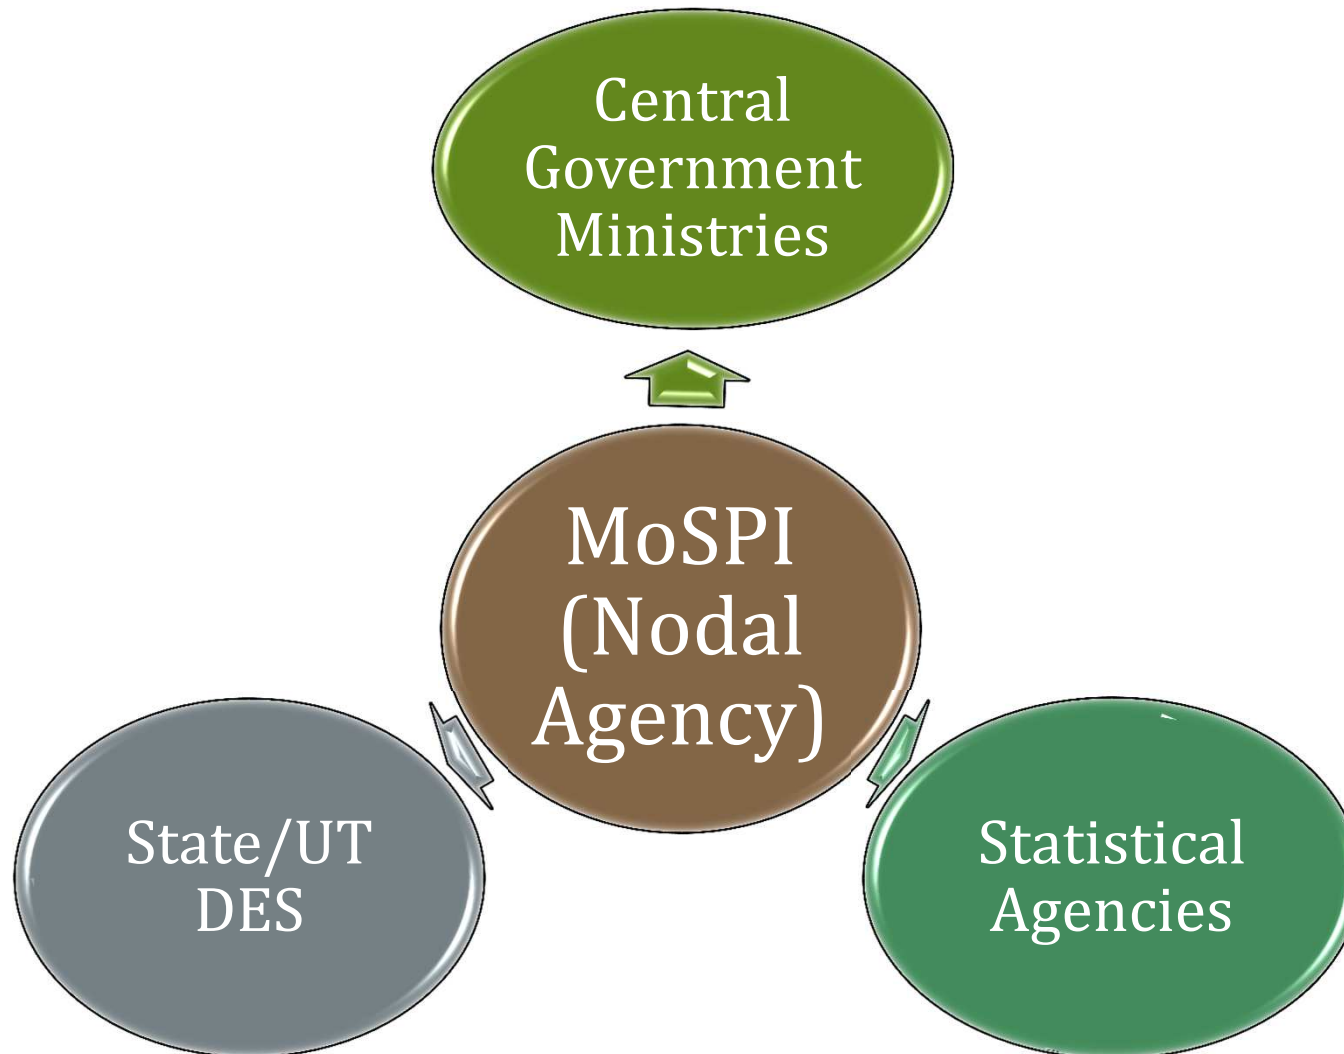 Central
Government
Ministries
MoSPI
(Nodal
Agency)
State/UT
DES
Statistical
Agencies